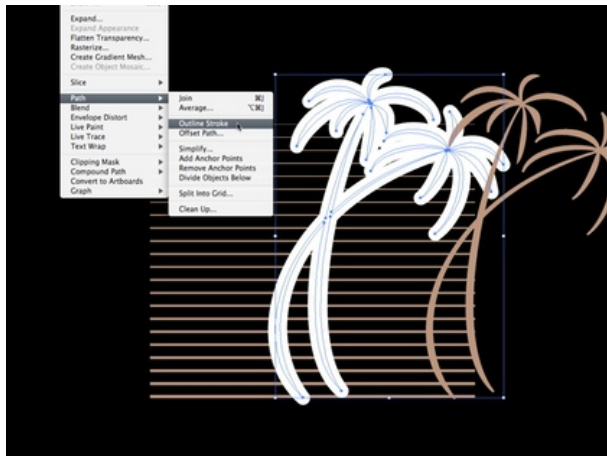 Expand...
Expand Appearance
Flatten Transparency...
Rasterize...
Create Gradient Mesh...
Create Object Mosaic...
Slice
Path
Blend
Envelope Distort
Live Paint
Live Trace
Text Wrap
Clipping Mask
Compound Path
Convert to Artboards
Graph
Join ⌘J
Average... ⌥⌘J
Outline Stroke
Offset Path...
Simplify...
Add Anchor Points
Remove Anchor Points
Divide Objects Below
Split Into Grid...
Clean Up...